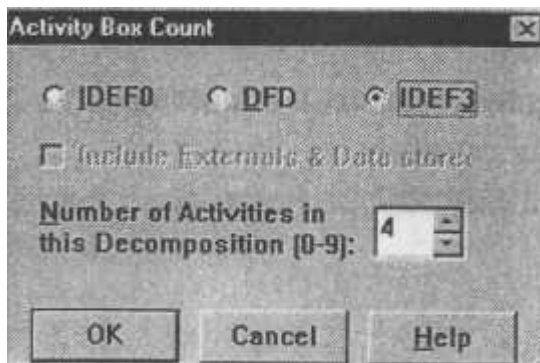 Activity Box Count
IDEF0 DFD IDEF3
Include Externals & Data stores
Number of Activities in
this Decomposition (0-9): 4
OK Cancel Help